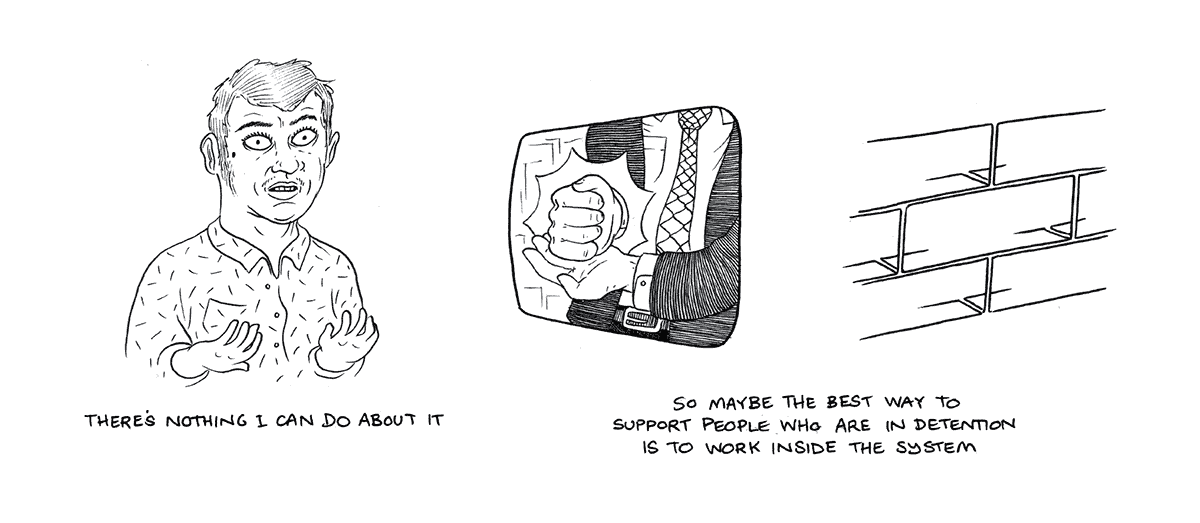 THERE'S NOTHING I CAN DO ABOUT IT
SO MAYBE THE BEST WAY TO
SUPPORT PEOPLE WHO ARE IN DETENTION
IS TO WORK INSIDE THE SYSTEM